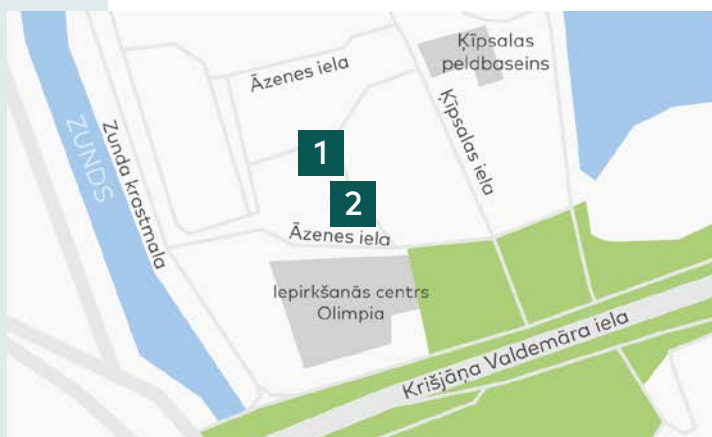 Ķīpsalas
peldbaseins
Āzenes iela
Ķīpsalas iela
ZUNDS
Zunda krastmala
1
2
Āzenes iela
Iepirkšanās centrs
Olimpia
Krišjāņa Valdemāra iela